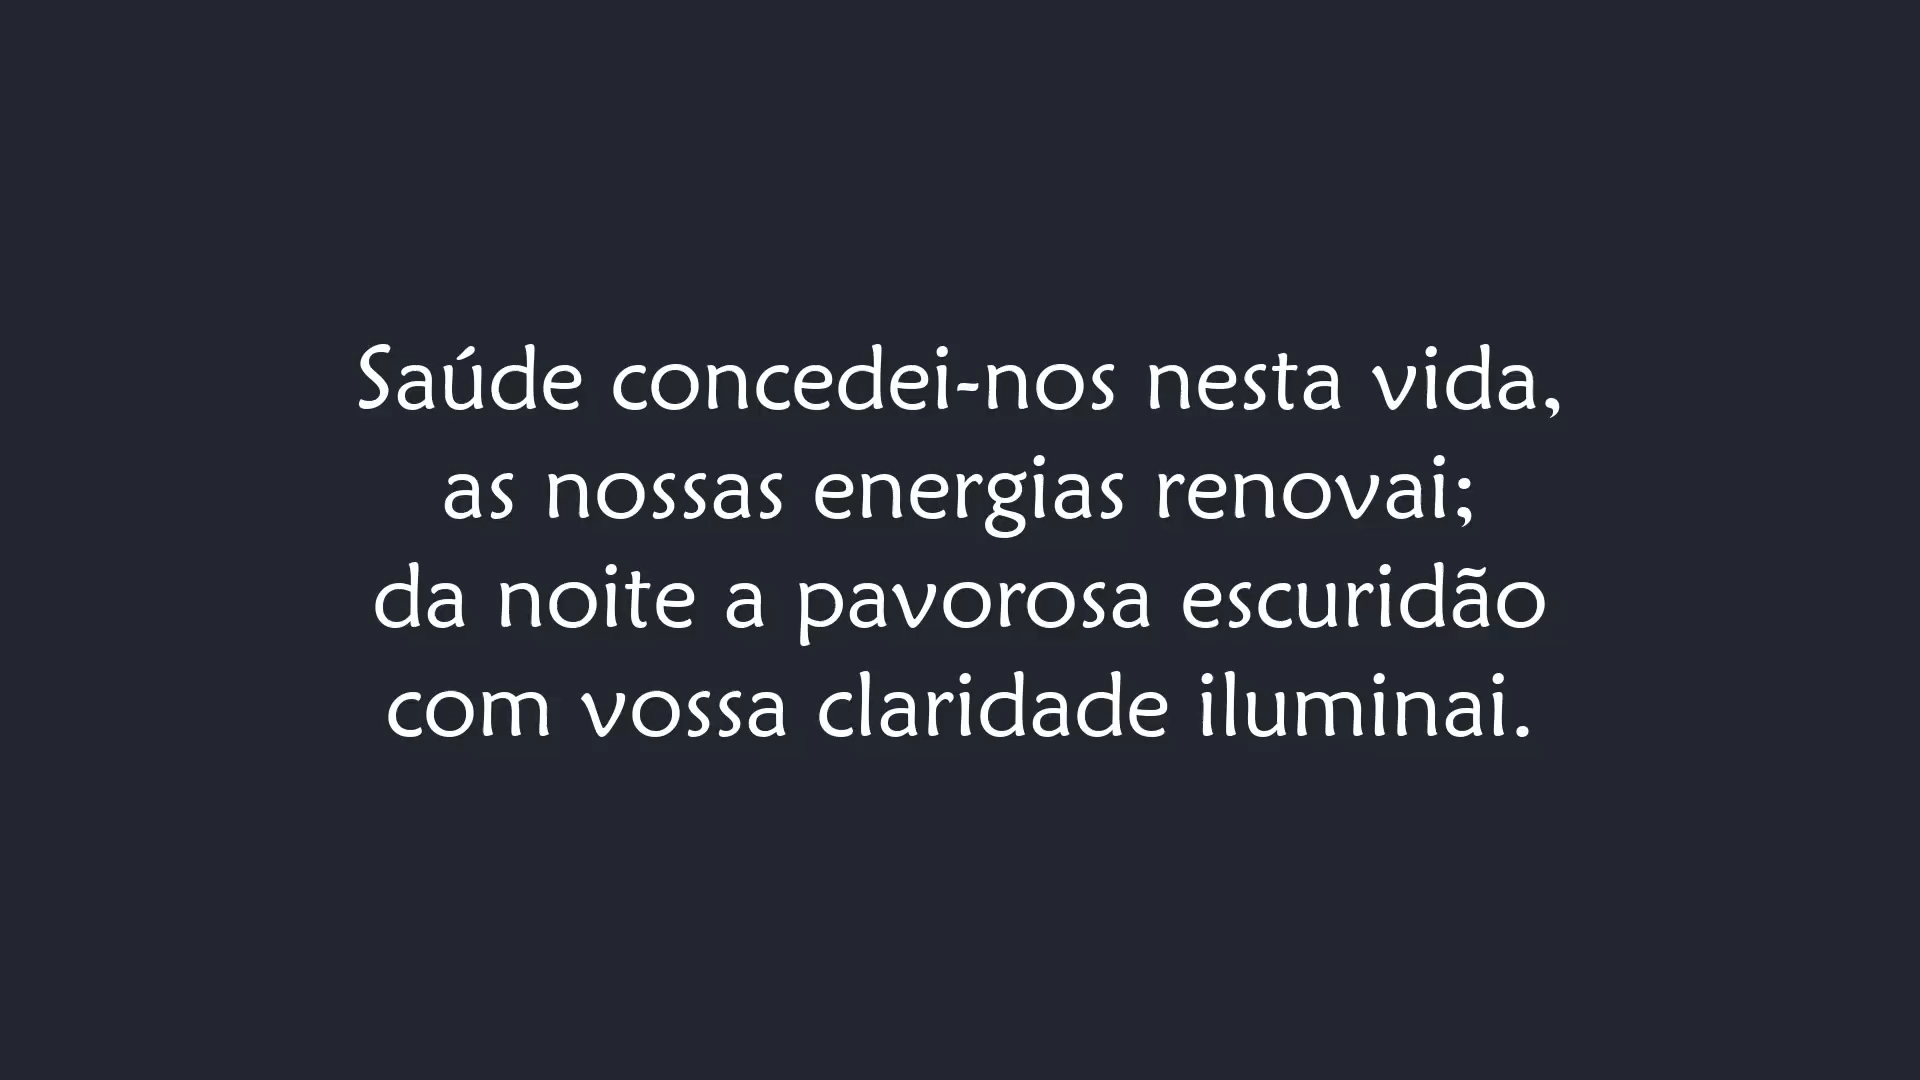 Saúde concedei-nos nesta vida,
as nossas energias renovai;
da noite a pavorosa escuridão
com vossa claridade iluminai.